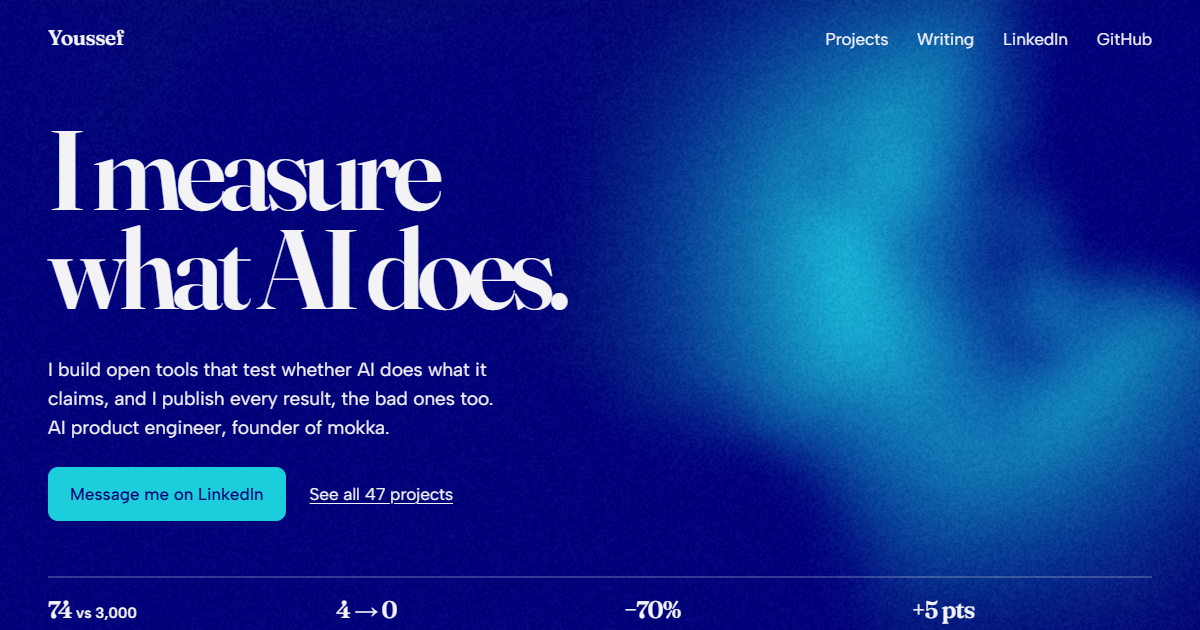 Youssef
Projects Writing LinkedIn GitHub
I measure
what AI does.
I build open tools that test whether AI does what it
claims, and I publish every result, the bad ones too.
AI product engineer, founder of mokka.
Message me on LinkedIn See all 47 projects
74 vs 3,000 4 → 0 −70% +5 pts